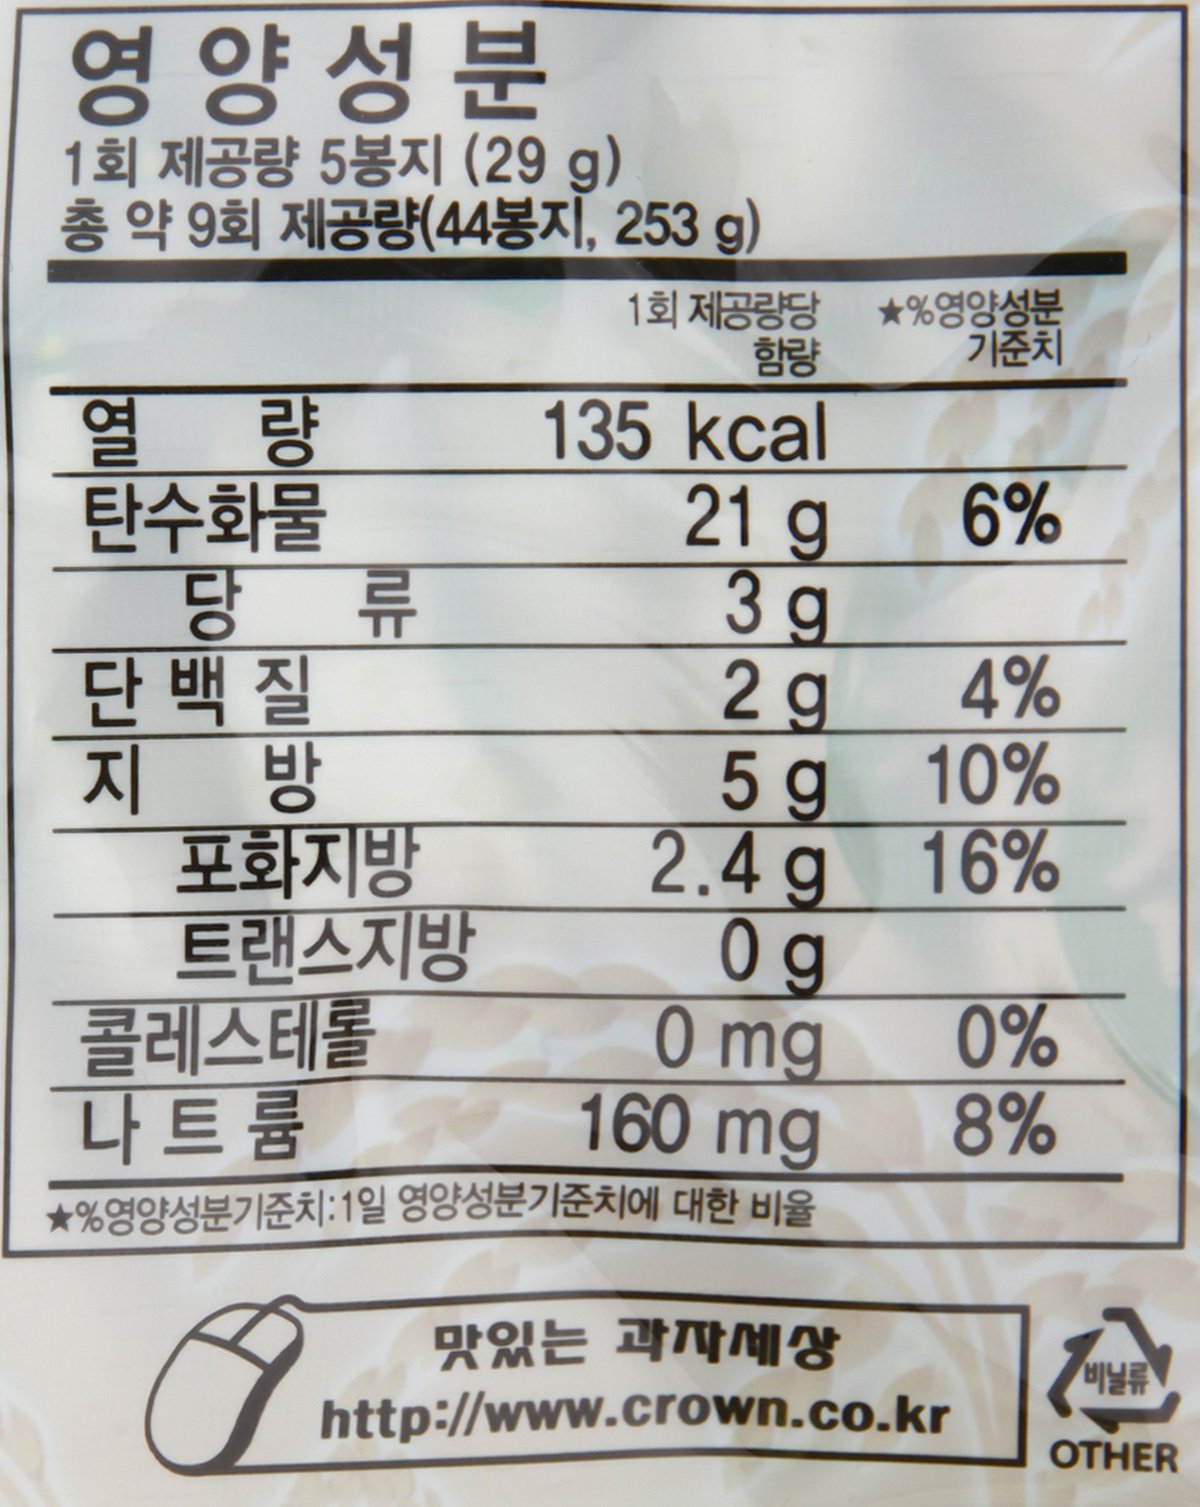 영양성분
1회 제공량 5봉지 (29 g)
총 약 9회 제공량(44봉지, 253 g)
1회 제공량당 함량 ★%영양성분 기준치
열 량 135 kcal
탄수화물 21 g 6%
당 류 3 g
단백질 2 g 4%
지 방 5 g 10%
포화지방 2.4 g 16%
트랜스지방 0 g
콜레스테롤 0 mg 0%
나트륨 160 mg 8%
★%영양성분기준치:1일 영양성분기준치에 대한 비율
맛있는 과자세상
http://www.crown.co.kr
비닐류
OTHER